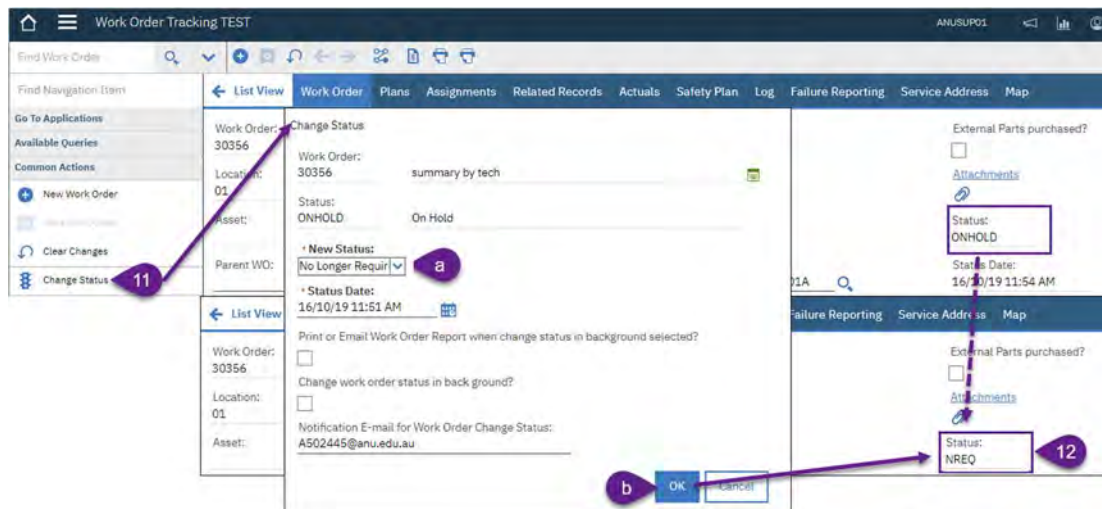 Work Order Tracking TEST
ANUSUP01
Find Work Order
Find Navigation Item
List View Work Order Plans Assignments Related Records Actuals Safety Plan Log Failure Reporting Service Address Map
Go To Applications
Available Queries
Common Actions
New Work Order
Clear Changes
Change Status
11
Work Order:
30356
Location:
01
Asset:
Parent WO:
Change Status
Work Order:
30356 summary by tech
Status:
ONHOLD On Hold
* New Status:
No Longer Requir
a
* Status Date:
16/10/19 11:51 AM
Print or Email Work Order Report when change status in background selected?
Change work order status in back ground?
Notification E-mail for Work Order Change Status:
A502445@anu.edu.au
b
OK Cancel
External Parts purchased?
Attachments
Status:
ONHOLD
Status Date:
01A 16/10/19 11:54 AM
List View
Failure Reporting Service Address Map
Work Order:
30356
Location:
01
Asset:
External Parts purchased?
Attachments
Status:
NREQ
12